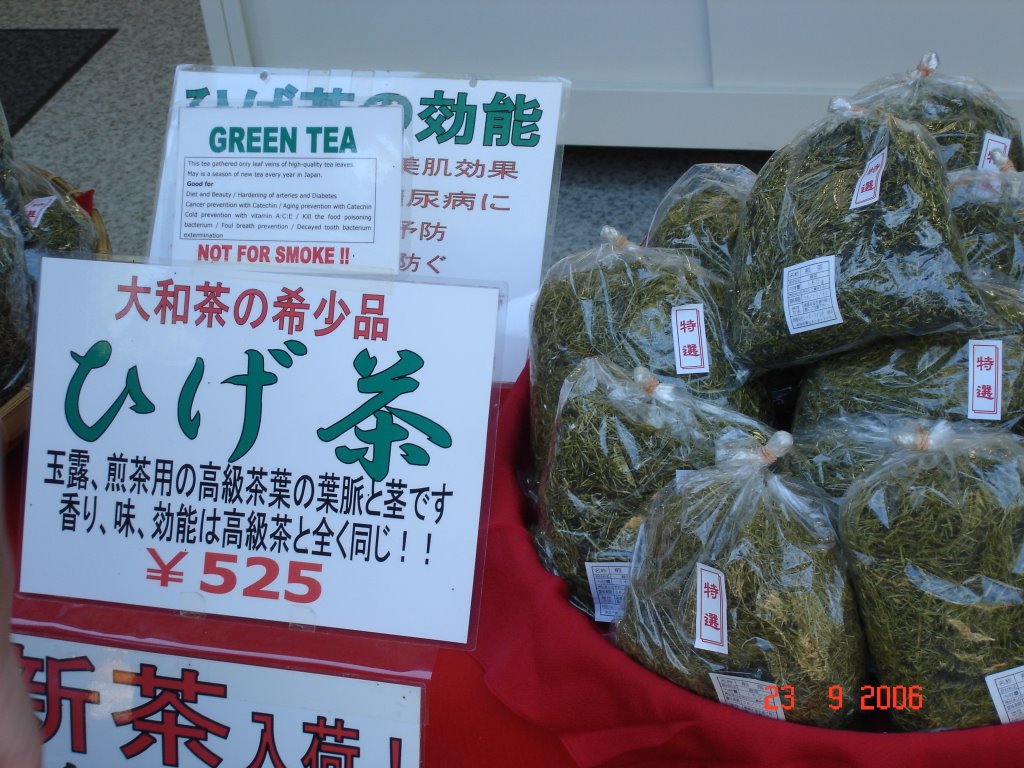 ひげ茶の効能
美肌効果
尿病に
予防
防ぐ
GREEN TEA
This tea gathered only leaf veins of high-quality tea leaves.
May is a season of new tea every year in Japan.
Good for
Diet and Beauty / Hardening of arteries and Diabetes
Cancer prevention with Catechin / Aging prevention with Catechin
Cold prevention with vitamin A:C:E / Kill the food poisoning
bacterium / Foul breath prevention / Decayed tooth bacterium
extermination
NOT FOR SMOKE !!
大和茶の希少品
ひげ茶
玉露、煎茶用の高級茶葉の葉脈と茎です
香り、味、効能は高級茶と全く同じ！！
￥525
新茶入荷！
特選
特選
特選
特選
特選
名称
23 9 2006